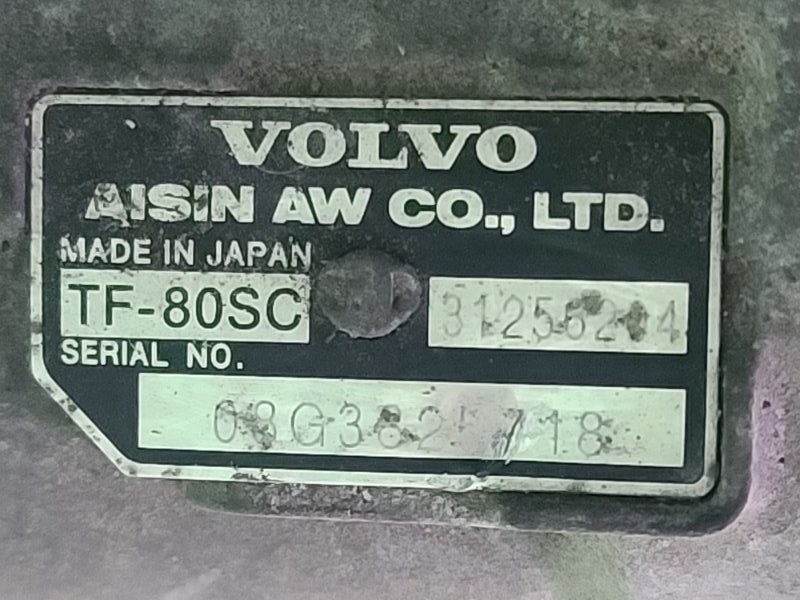 VOLVO
AISIN AW CO., LTD.
MADE IN JAPAN
TF-80SC
SERIAL NO.